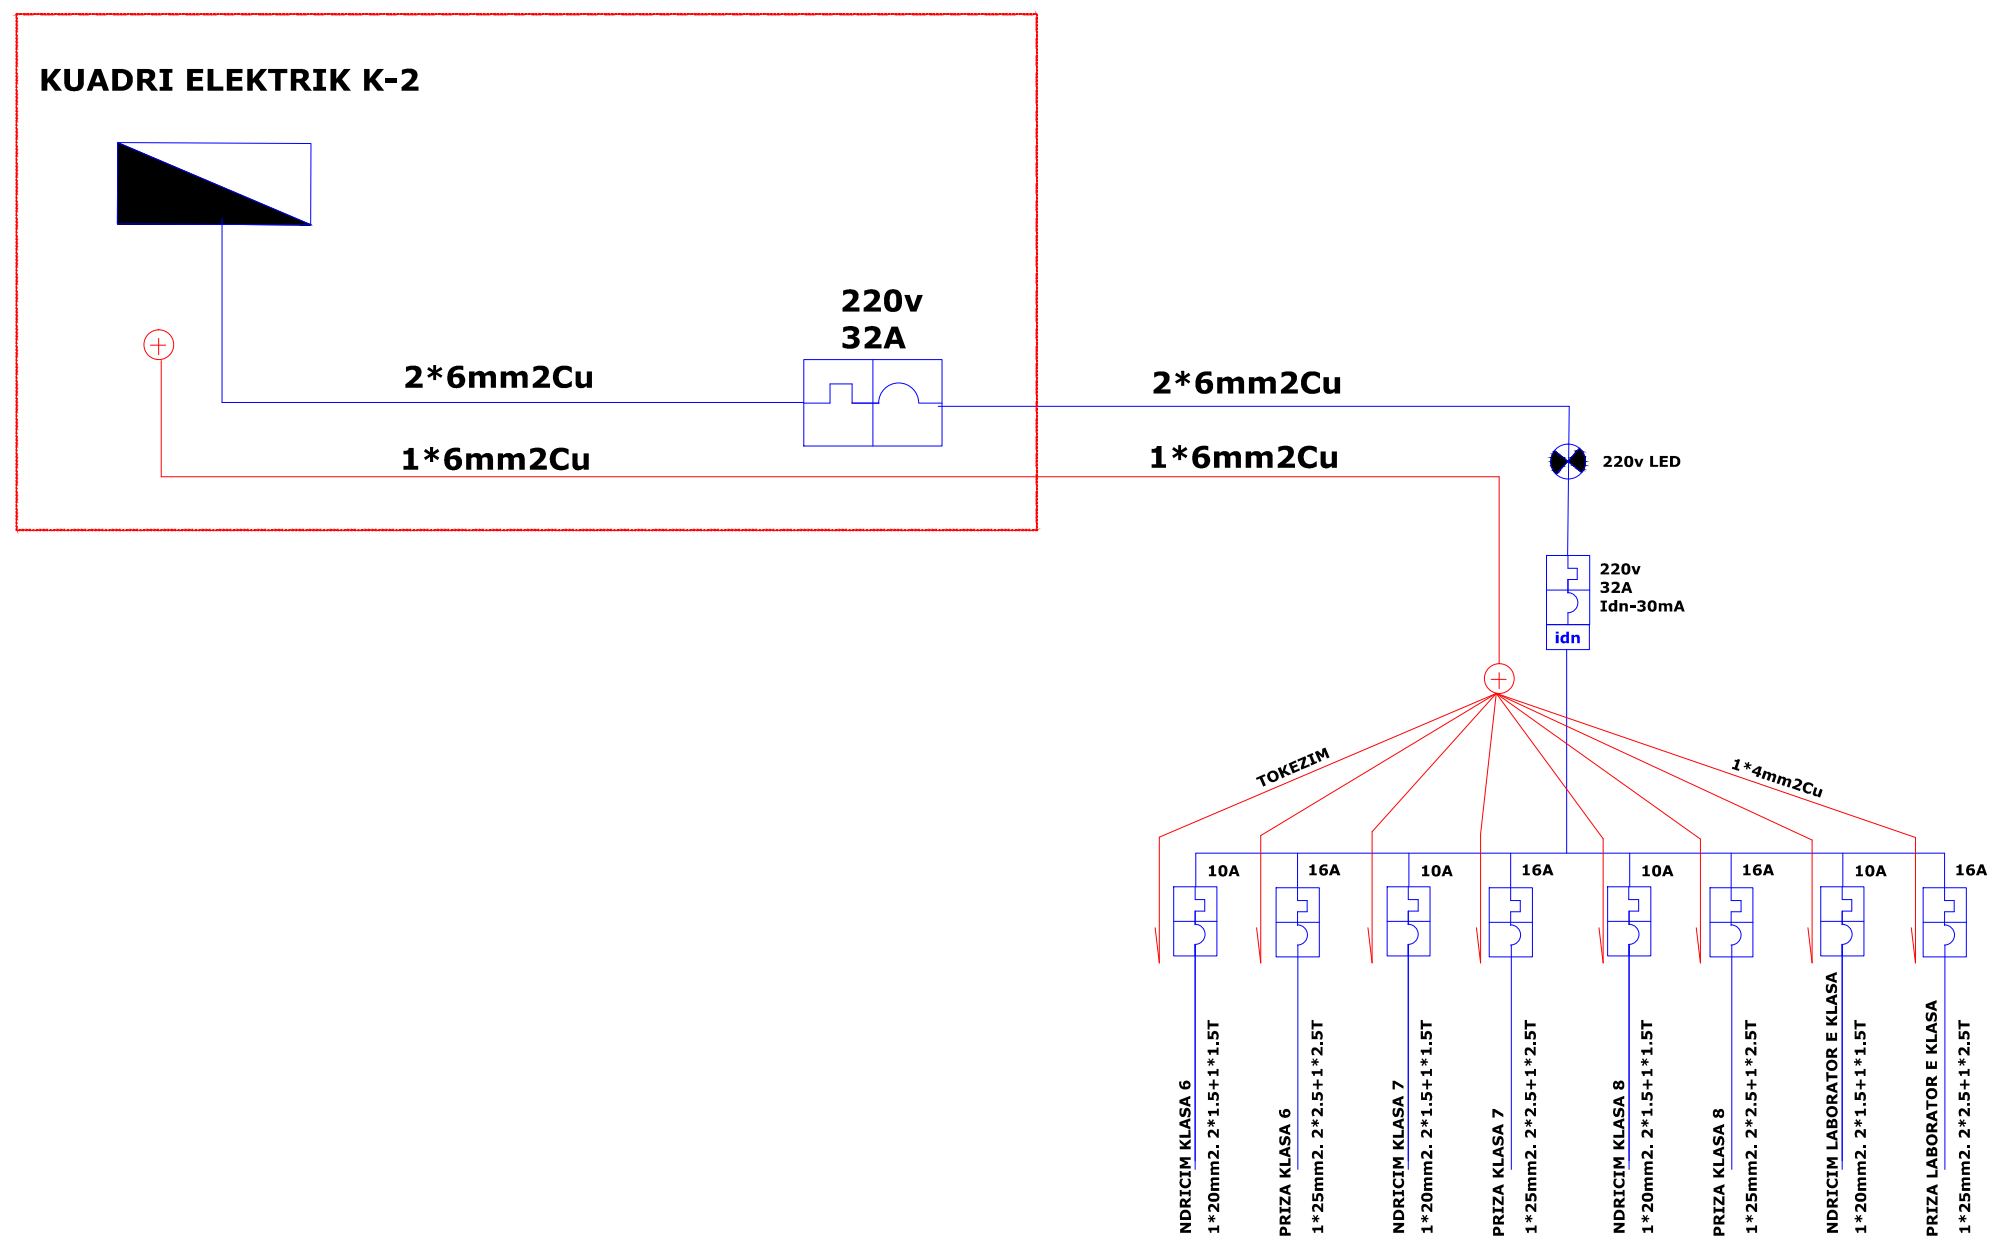 KUADRI ELEKTRIK K-2
220v
32A
2*6mm2Cu
2*6mm2Cu
1*6mm2Cu
1*6mm2Cu
220v LED
220v
32A
Idn-30mA
idn
TOKEZIM
1*4mm2Cu
10A
16A
10A
16A
10A
16A
10A
16A
NDRICIM KLASA 6
1*20mm2. 2*1.5+1*1.5T
PRIZA KLASA 6
1*25mm2. 2*2.5+1*2.5T
NDRICIM KLASA 7
1*20mm2. 2*1.5+1*1.5T
PRIZA KLASA 7
1*25mm2. 2*2.5+1*2.5T
NDRICIM KLASA 8
1*20mm2. 2*1.5+1*1.5T
PRIZA KLASA 8
1*25mm2. 2*2.5+1*2.5T
NDRICIM LABORATOR E KLASA
1*20mm2. 2*1.5+1*1.5T
PRIZA LABORATOR E KLASA
1*25mm2. 2*2.5+1*2.5T